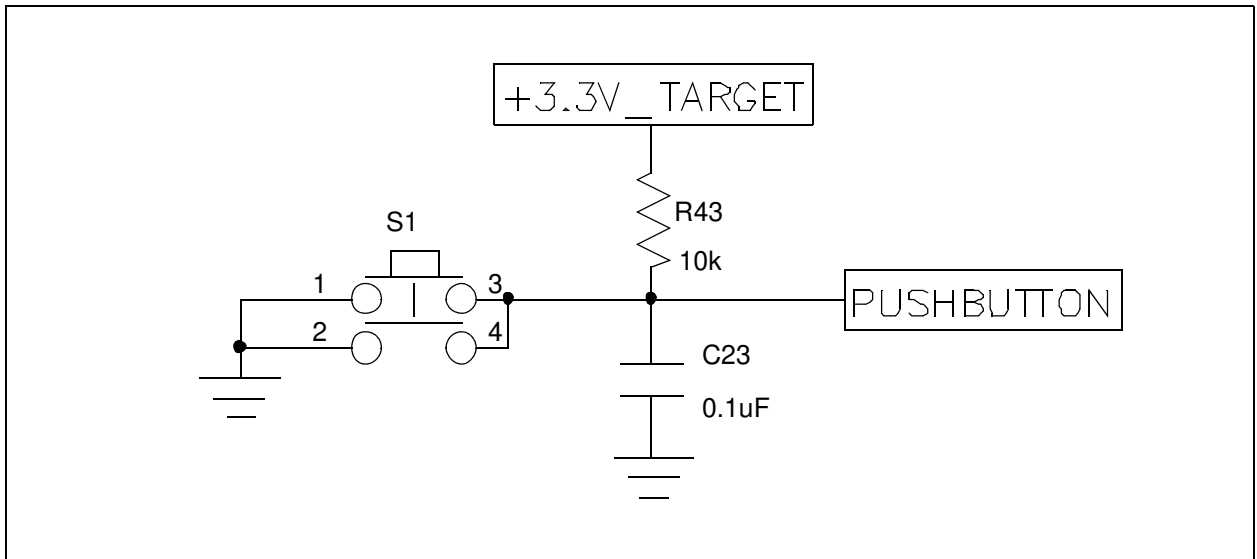 +3.3V_TARGET
R43
10k
S1
1
3
2
4
PUSHBUTTON
C23
0.1uF